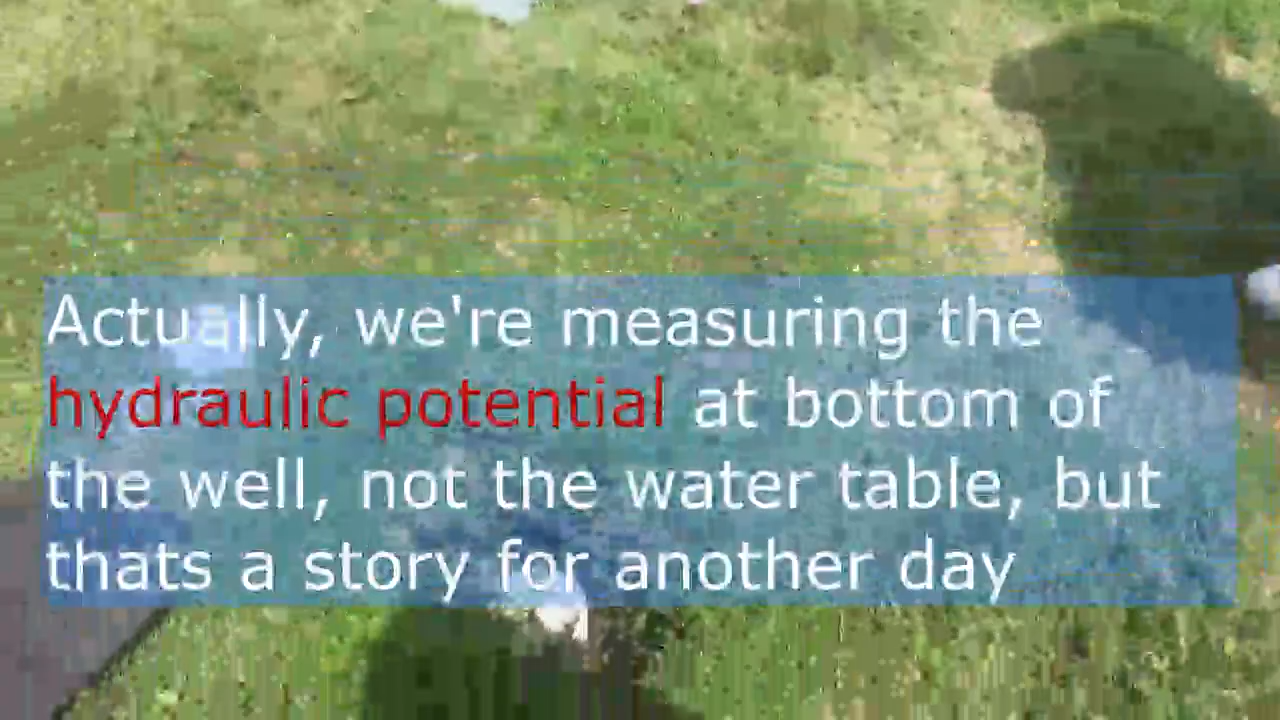 Actually, we're measuring the
hydraulic potential at bottom of
the well, not the water table, but
thats a story for another day